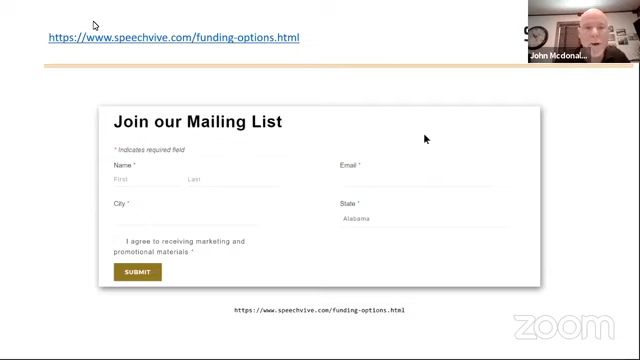 https://www.speechvive.com/funding-options.html
John Mcdonal...
Join our Mailing List
* Indicates required field
Name *
Email *
First
Last
City *
State *
Alabama
I agree to receiving marketing and
promotional materials *
SUBMIT
https://www.speechvive.com/funding-options.html
zoom